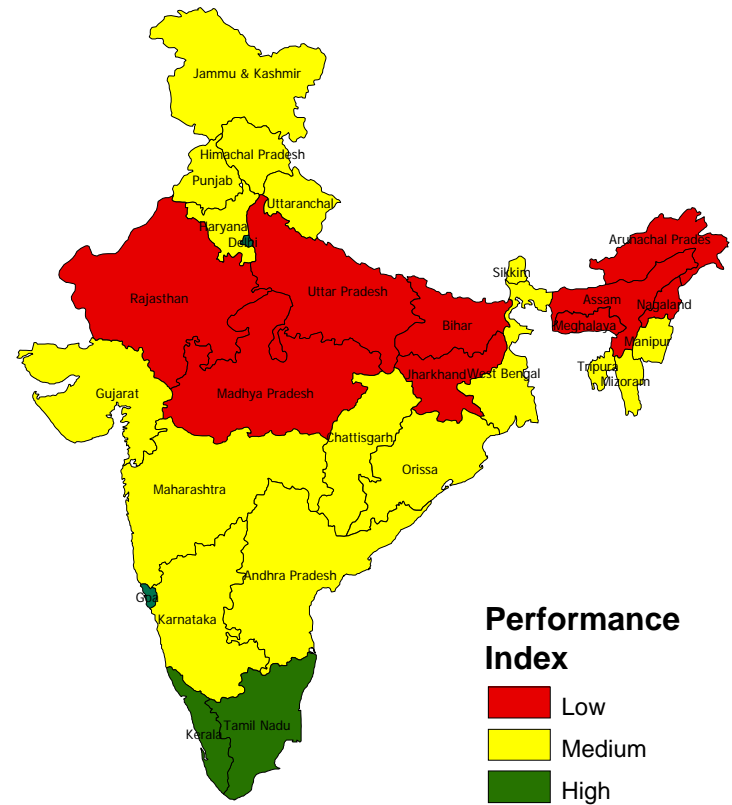 Jammu & Kashmir
Himachal Pradesh
Punjab
Uttaranchal
Haryana
Delhi
Arunachal Prades
Sikkim
Rajasthan
Uttar Pradesh
Assam
Nagaland
Bihar
Meghalaya
Manipur
Tripura
Jharkhand
West Bengal
Mizoram
Gujarat
Madhya Pradesh
Chattisgarh
Orissa
Maharashtra
Andhra Pradesh
Goa
Karnataka
Tamil Nadu
Kerala
Performance
Index
Low
Medium
High